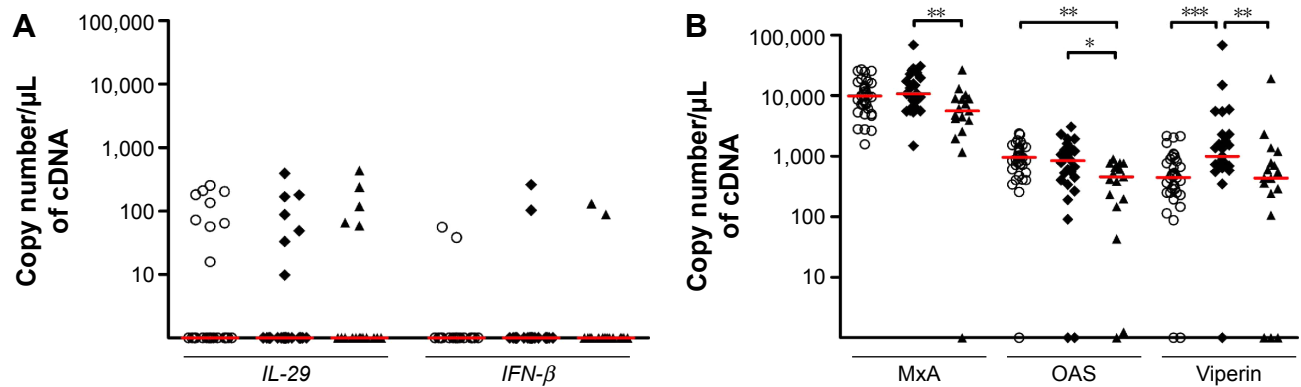 A
Copy number/µL
of cDNA
100,000
10,000
1,000
100
10
IL-29
IFN-β
B
Copy number/µL
of cDNA
100,000
10,000
1,000
100
10
**
**
*
***
**
MxA
OAS
Viperin